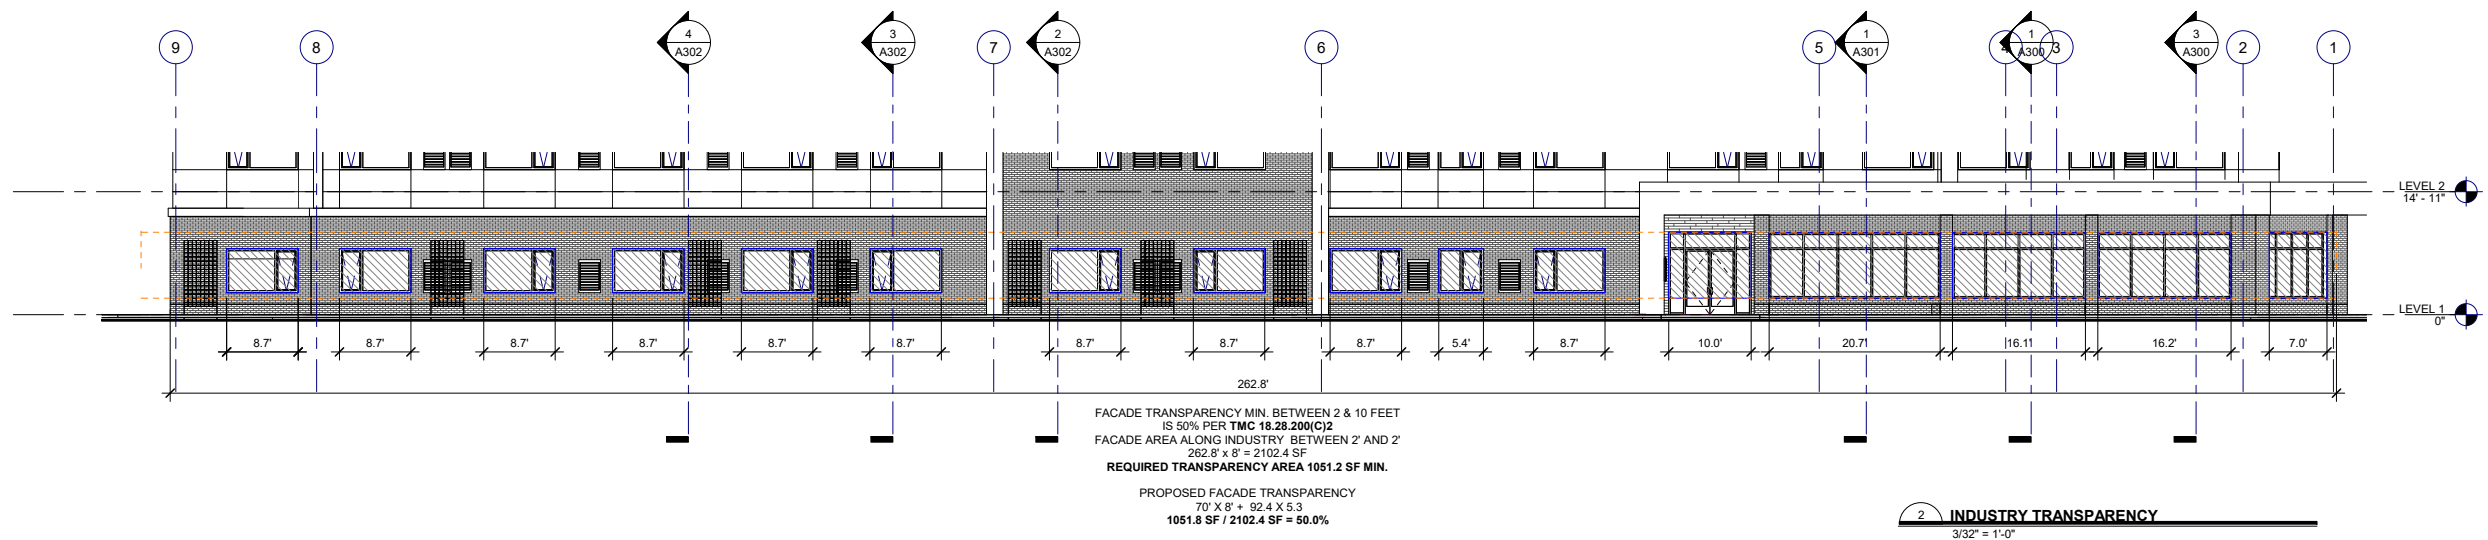 9
8
4
A302
3
A302
7
2
A302
6
5
1
A301
4
1
A300
3
3
A300
2
1
LEVEL 2
14' - 11"
LEVEL 1
0"
8.7'
8.7'
8.7'
8.7'
8.7'
8.7'
8.7'
8.7'
8.7'
5.4'
8.7'
10.0'
20.7'
16.1'
16.2'
7.0'
262.8'
FACADE TRANSPARENCY MIN. BETWEEN 2 & 10 FEET
IS 50% PER TMC 18.28.200(C)2
FACADE AREA ALONG INDUSTRY BETWEEN 2' AND 2'
262.8' x 8' = 2102.4 SF
REQUIRED TRANSPARENCY AREA 1051.2 SF MIN.
PROPOSED FACADE TRANSPARENCY
70' X 8' + 92.4 X 5.3
1051.8 SF / 2102.4 SF = 50.0%
2
INDUSTRY TRANSPARENCY
3/32" = 1'-0"